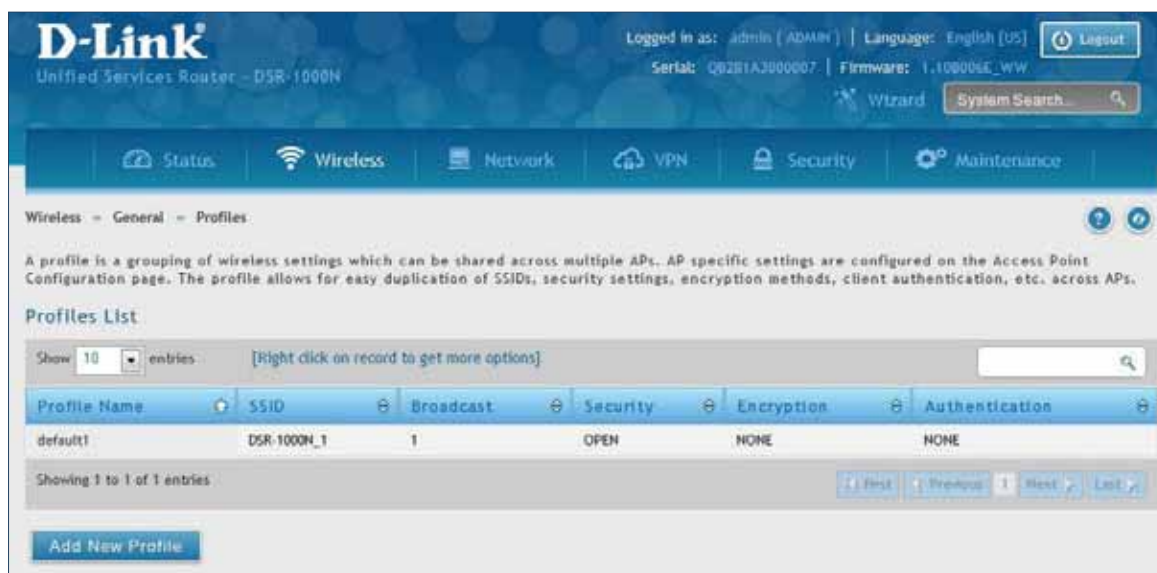 D-Link
Unified Services Router - DSR-1000N
Logged in as: admin ( ADMIN ) | Language: English [US]
Logout
Serial: QB2B1A3000007 | Firmware: 1.10B006E_WW
Wizard
System Search...
Status
Wireless
Network
VPN
Security
Maintenance
Wireless » General » Profiles
A profile is a grouping of wireless settings which can be shared across multiple APs. AP specific settings are configured on the Access Point
Configuration page. The profile allows for easy duplication of SSIDs, security settings, encryption methods, client authentication, etc. across APs.
Profiles List
Show 10 entries
[Right click on record to get more options]
Profile Name SSID Broadcast Security Encryption Authentication
default1 DSR-1000N_1 1 OPEN NONE NONE
Showing 1 to 1 of 1 entries
First Previous 1 Next Last
Add New Profile